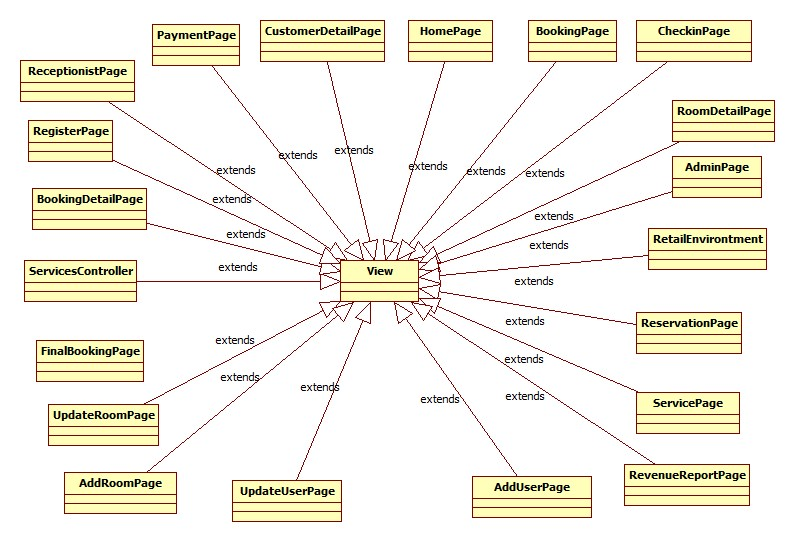 PaymentPage
CustomerDetailPage
HomePage
BookingPage
CheckinPage
ReceptionistPage
RoomDetailPage
RegisterPage
extends
extends
extends
extends
extends
extends
extends
AdminPage
BookingDetailPage
extends
extends
extends
extends
RetailEnvirontment
ServicesController
extends
View
extends
extends
ReservationPage
FinalBookingPage
extends
extends
extends
extends
extends
extends
ServicePage
UpdateRoomPage
AddRoomPage
UpdateUserPage
AddUserPage
RevenueReportPage